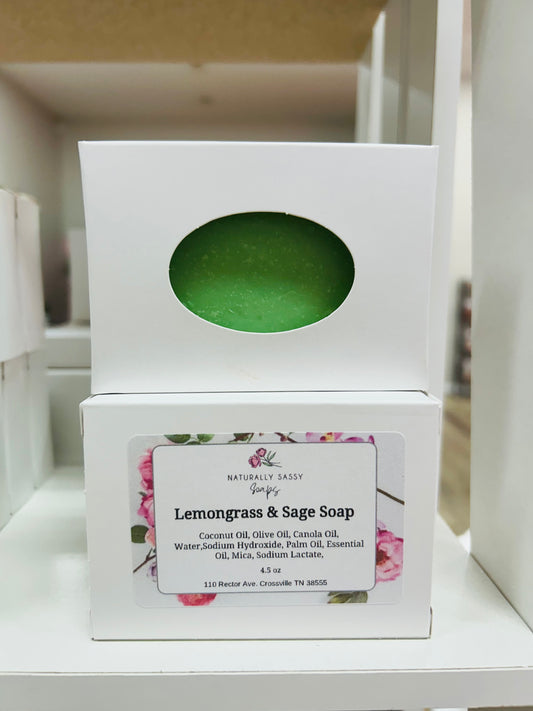 NATURALLY SASSY
Soaps
Lemongrass & Sage Soap
Coconut Oil, Olive Oil, Canola Oil,
Water,Sodium Hydroxide, Palm Oil, Essential
Oil, Mica, Sodium Lactate,
4.5 oz
110 Rector Ave. Crossville TN 38555